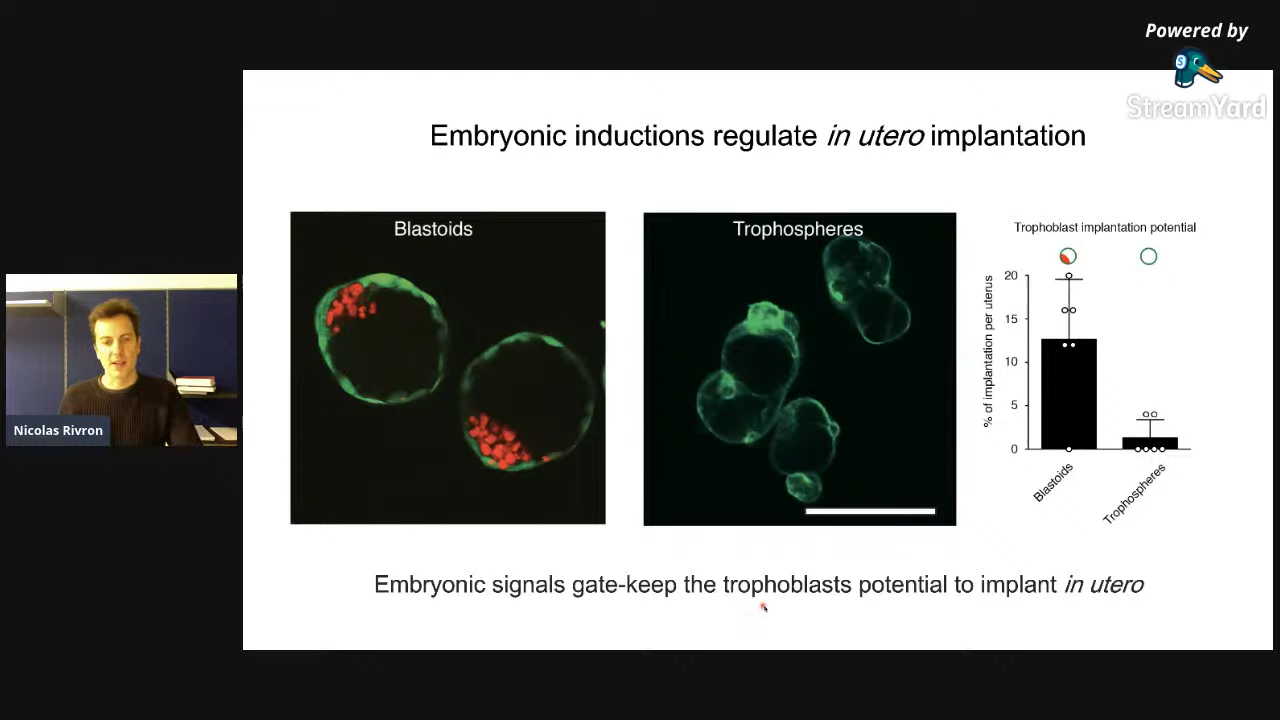 Powered by
StreamYard
Embryonic inductions regulate in utero implantation
Blastoids
Trophospheres
Trophoblast implantation potential
% of implantation per uterus
20
15
10
5
0
Blastoids
Trophospheres
Nicolas Rivron
Embryonic signals gate-keep the trophoblasts potential to implant in utero